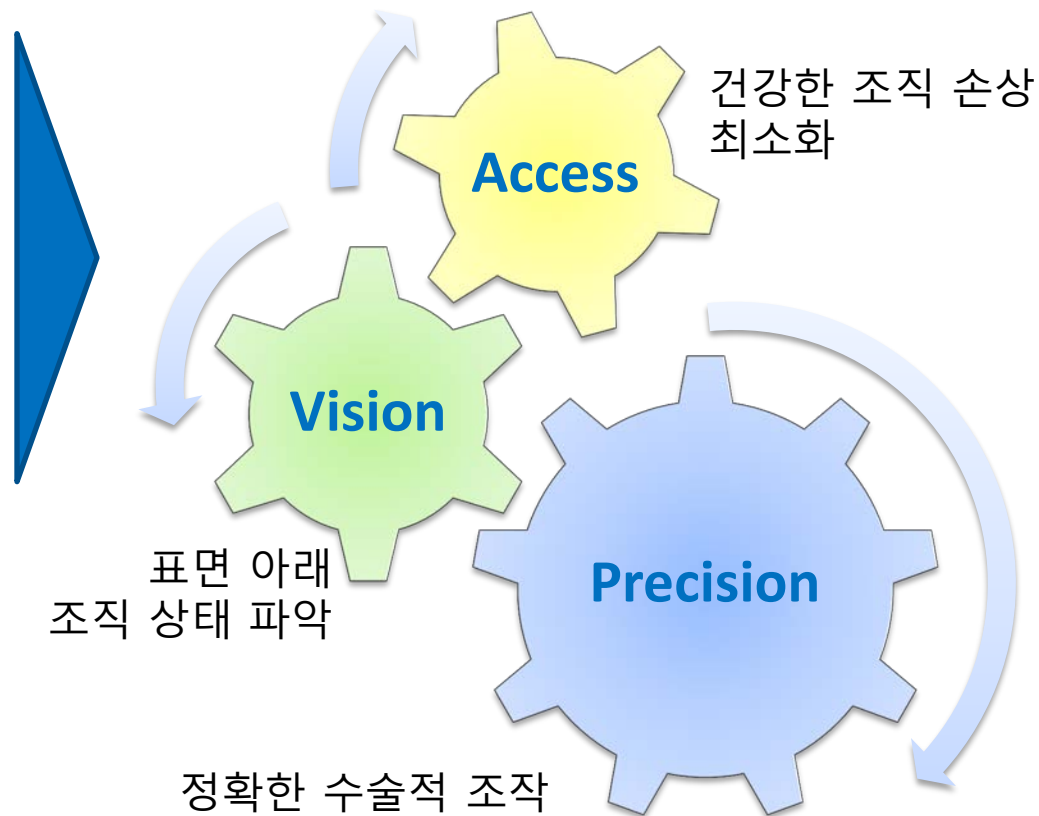 건강한 조직 손상
최소화
Access
Vision
표면 아래
조직 상태 파악
Precision
정확한 수술적 조작